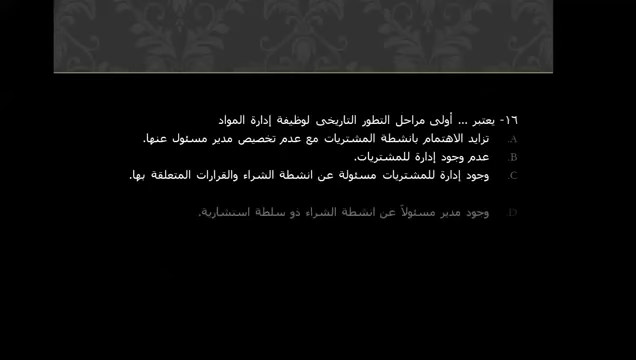 ١٦- يعتبر ... أولى مراحل التطور التاريخى لوظيفة إدارة المواد
A. تزايد الاهتمام بانشطة المشتريات مع عدم تخصيص مدير مسئول عنها.
B. عدم وجود إدارة للمشتريات.
C. وجود إدارة للمشتريات مسئولة عن انشطة الشراء والقرارات المتعلقة بها.
D. وجود مدير مسئولاً عن انشطة الشراء ذو سلطة استشارية.